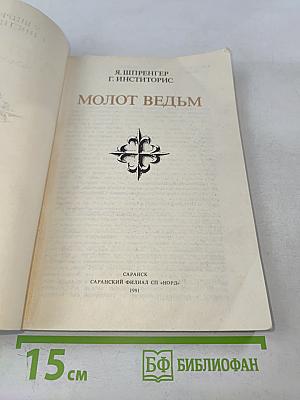 Я. ШПРЕНГЕР
Г. ИНСТИТОРИС
МОЛОТ ВЕДЬМ
САРАНСК
САРАНСКИЙ ФИЛИАЛ СП «НОРД»
1991
15 см
БФ БИБЛИОФАН